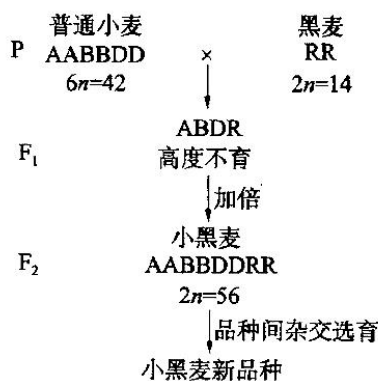 普通小麦 黑麦
P AABBDD × RR
6n=42 2n=14
ABDR
F₁ 高度不育
加倍
小黑麦
F₂ AABBDDRR
2n=56
品种间杂交选育
小黑麦新品种